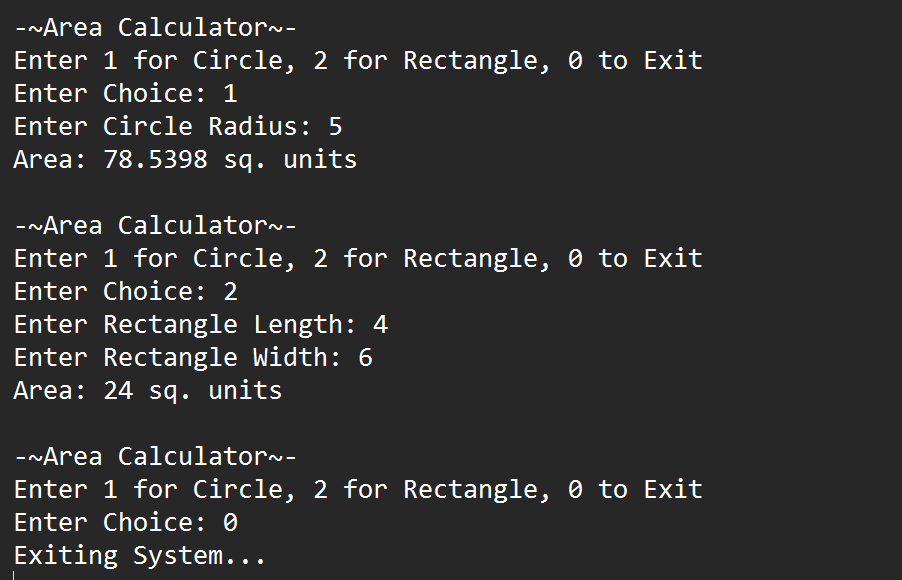 -~Area Calculator~-
Enter 1 for Circle, 2 for Rectangle, 0 to Exit
Enter Choice: 1
Enter Circle Radius: 5
Area: 78.5398 sq. units

-~Area Calculator~-
Enter 1 for Circle, 2 for Rectangle, 0 to Exit
Enter Choice: 2
Enter Rectangle Length: 4
Enter Rectangle Width: 6
Area: 24 sq. units

-~Area Calculator~-
Enter 1 for Circle, 2 for Rectangle, 0 to Exit
Enter Choice: 0
Exiting System...